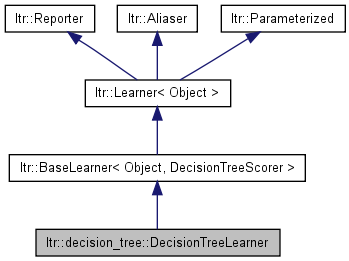 ltr::Reporter
ltr::Aliaser
ltr::Parameterized
ltr::Learner< Object >
ltr::BaseLearner< Object, DecisionTreeScorer >
ltr::decision_tree::DecisionTreeLearner